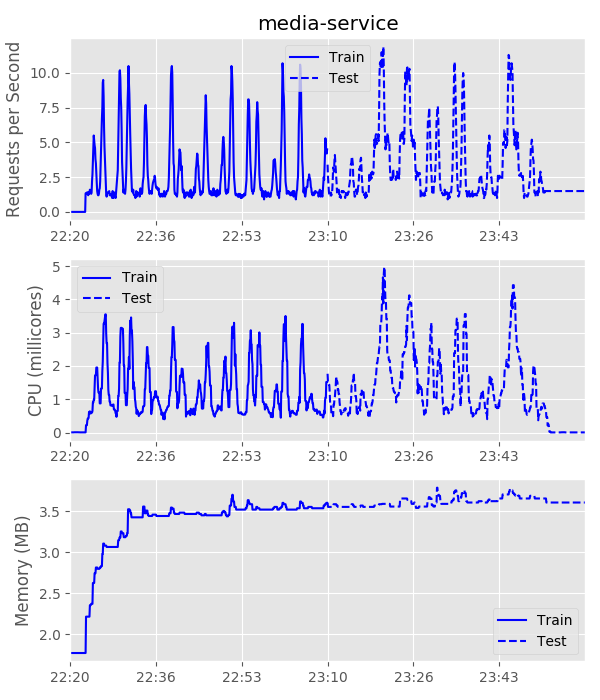 media-service
Requests per Second
10.0
7.5
5.0
2.5
0.0
Train
Test
22:20 22:36 22:53 23:10 23:26 23:43
CPU (millicores)
5
4
3
2
1
0
Train
Test
22:20 22:36 22:53 23:10 23:26 23:43
Memory (MB)
3.5
3.0
2.5
2.0
Train
Test
22:20 22:36 22:53 23:10 23:26 23:43